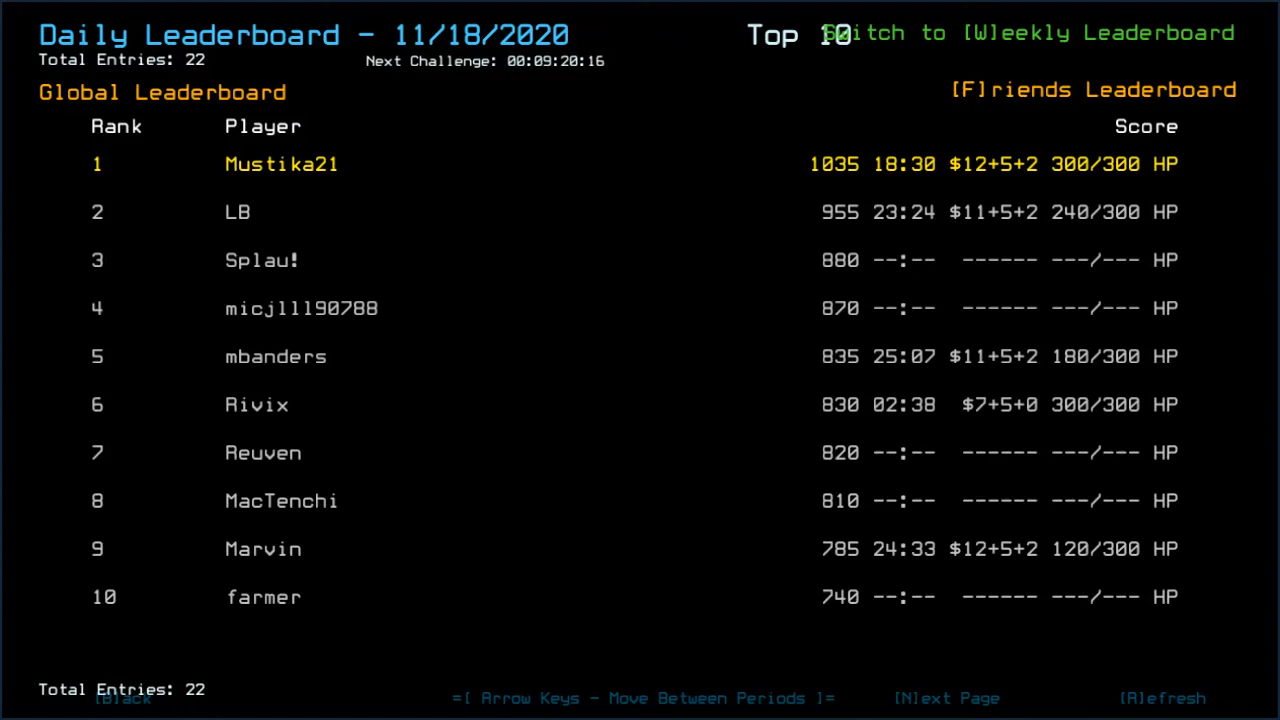 Daily Leaderboard - 11/18/2020 Top 10 Switch to [W]eekly Leaderboard
Total Entries: 22 Next Challenge: 00:09:20:16
Global Leaderboard [F]riends Leaderboard
Rank Player Score
1 Mustika21 1035 18:30 $12+5+2 300/300 HP
2 LB 955 23:24 $11+5+2 240/300 HP
3 Splau! 880 --:-- ------ ---/--- HP
4 micjlll90788 870 --:-- ------ ---/--- HP
5 mbanders 835 25:07 $11+5+2 180/300 HP
6 Rivix 830 02:38 $7+5+0 300/300 HP
7 Reuven 820 --:-- ------ ---/--- HP
8 MacTenchi 810 --:-- ------ ---/--- HP
9 Marvin 785 24:33 $12+5+2 120/300 HP
10 farmer 740 --:-- ------ ---/--- HP
Total Entries: 22
[B]ack =[ Arrow Keys - Move Between Periods ]= [N]ext Page [R]efresh